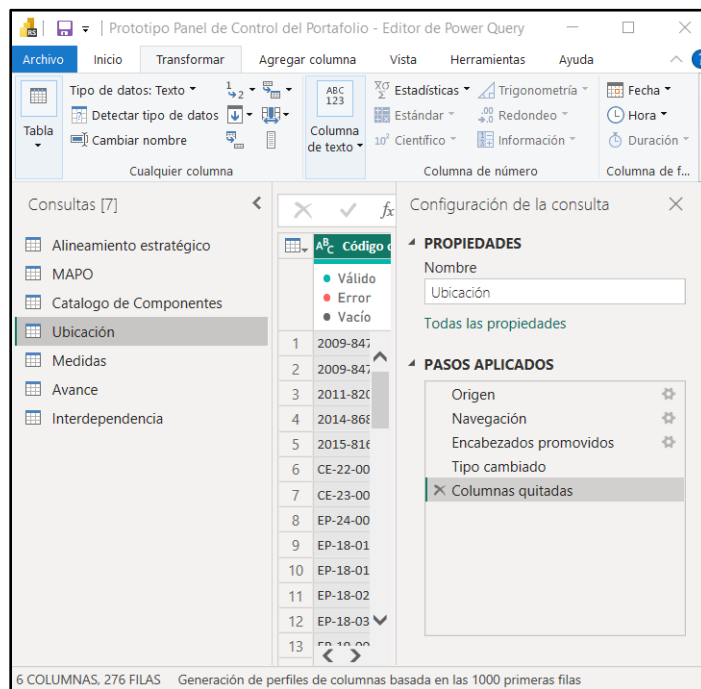 Prototipo Panel de Control del Portafolio - Editor de Power Query
Archivo Inicio Transformar Agregar columna Vista Herramientas Ayuda
Tabla
Tipo de datos: Texto
Detectar tipo de datos
Cambiar nombre
Cualquier columna
ABC
123
Columna
de texto
Estadísticas
Estándar
Científico
Trigonometría
Redondeo
Información
Columna de número
Fecha
Hora
Duración
Columna de f...
Consultas [7]
Alineamiento estratégico
MAPO
Catalogo de Componentes
Ubicación
Medidas
Avance
Interdependencia
fx
ABC Código
Válido
Error
Vacío
1 2009-847
2 2009-847
3 2011-820
4 2014-868
5 2015-816
6 CE-22-00
7 CE-23-00
8 EP-24-00
9 EP-18-01
10 EP-18-01
11 EP-18-02
12 EP-18-03
13
Configuración de la consulta
PROPIEDADES
Nombre
Ubicación
Todas las propiedades
PASOS APLICADOS
Origen
Navegación
Encabezados promovidos
Tipo cambiado
Columnas quitadas
6 COLUMNAS, 276 FILAS Generación de perfiles de columnas basada en las 1000 primeras filas